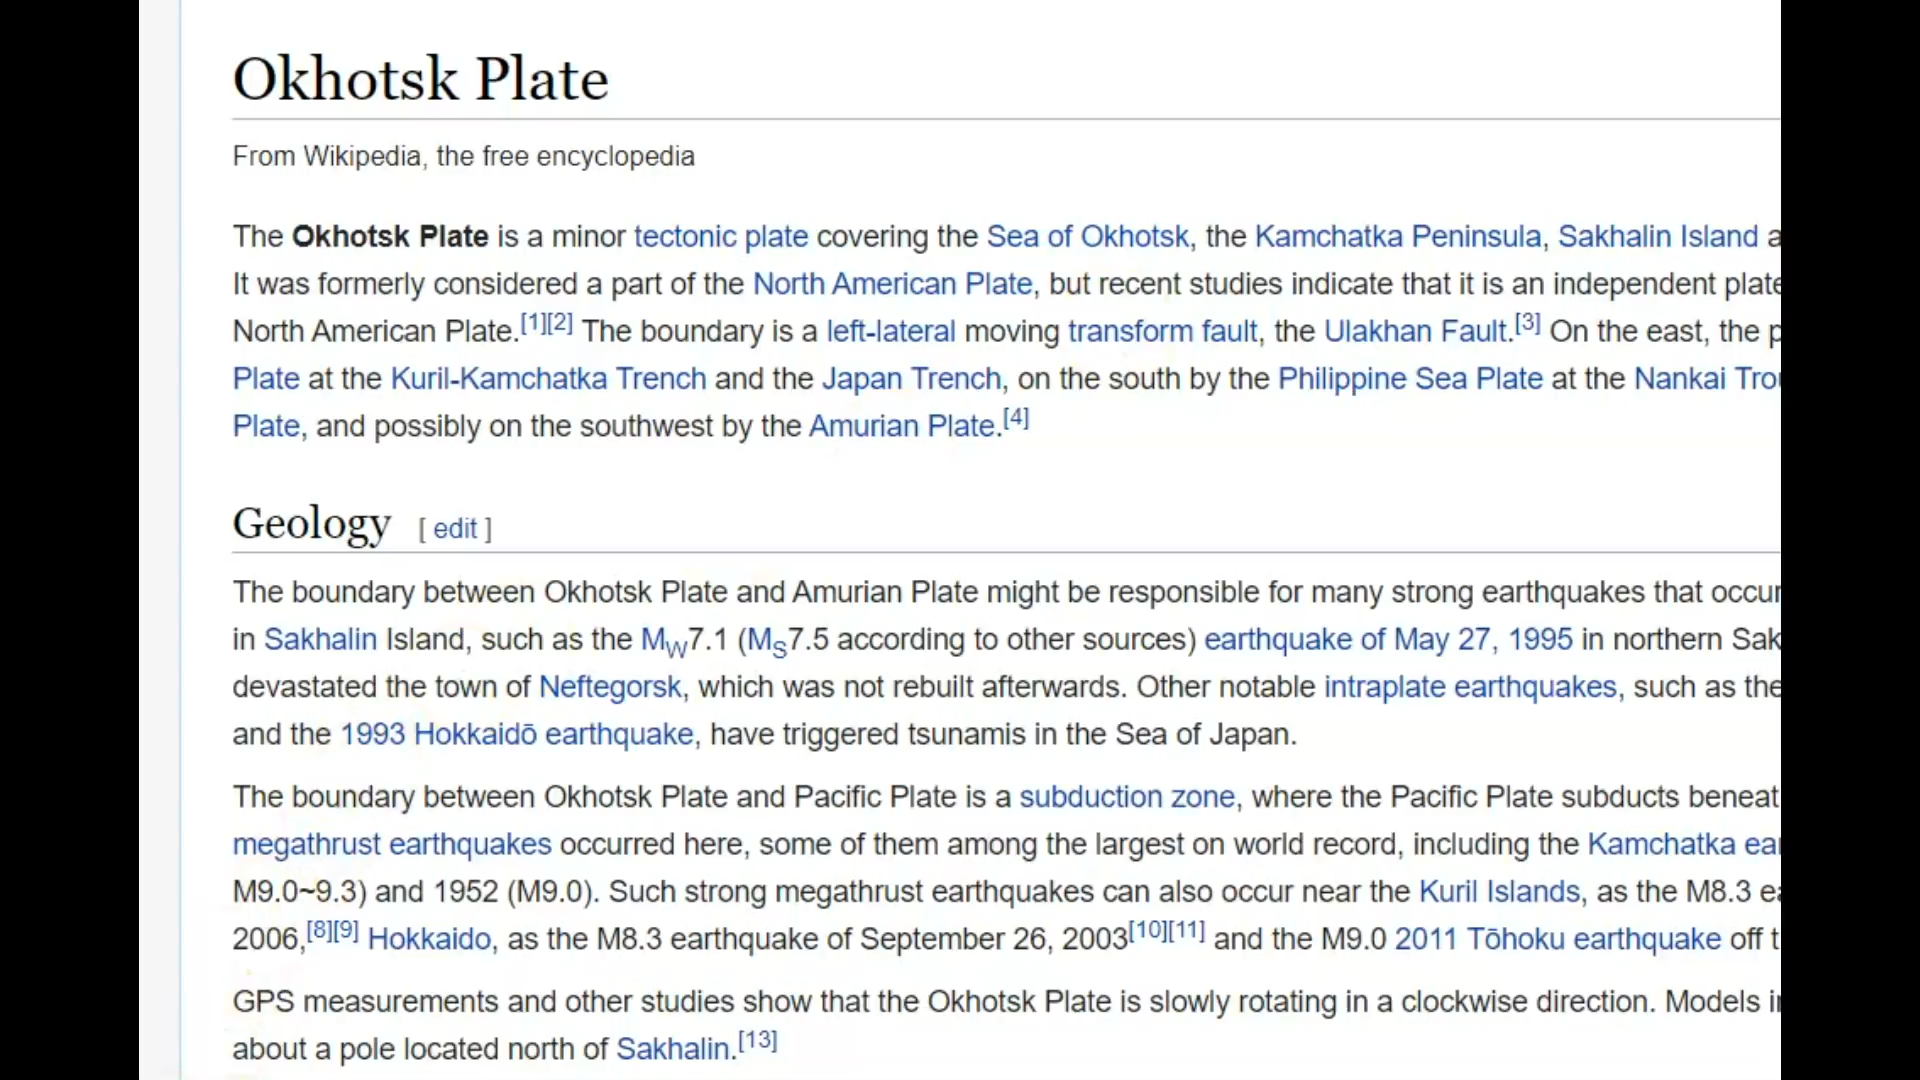 Okhotsk Plate
From Wikipedia, the free encyclopedia
The Okhotsk Plate is a minor tectonic plate covering the Sea of Okhotsk, the Kamchatka Peninsula, Sakhalin Island
It was formerly considered a part of the North American Plate, but recent studies indicate that it is an independent plate
North American Plate.[1][2] The boundary is a left-lateral moving transform fault, the Ulakhan Fault.[3] On the east, the
Plate at the Kuril-Kamchatka Trench and the Japan Trench, on the south by the Philippine Sea Plate at the Nankai
Plate, and possibly on the southwest by the Amurian Plate.[4]
Geology [ edit ]
The boundary between Okhotsk Plate and Amurian Plate might be responsible for many strong earthquakes that occur
in Sakhalin Island, such as the MW7.1 (MS7.5 according to other sources) earthquake of May 27, 1995 in northern
devastated the town of Neftegorsk, which was not rebuilt afterwards. Other notable intraplate earthquakes, such as the
and the 1993 Hokkaidō earthquake, have triggered tsunamis in the Sea of Japan.
The boundary between Okhotsk Plate and Pacific Plate is a subduction zone, where the Pacific Plate subducts
megathrust earthquakes occurred here, some of them among the largest on world record, including the Kamchatka
M9.0~9.3) and 1952 (M9.0). Such strong megathrust earthquakes can also occur near the Kuril Islands, as the M8.3
2006,[8][9] Hokkaido, as the M8.3 earthquake of September 26, 2003[10][11] and the M9.0 2011 Tōhoku earthquake off
GPS measurements and other studies show that the Okhotsk Plate is slowly rotating in a clockwise direction. Models
about a pole located north of Sakhalin.[13]